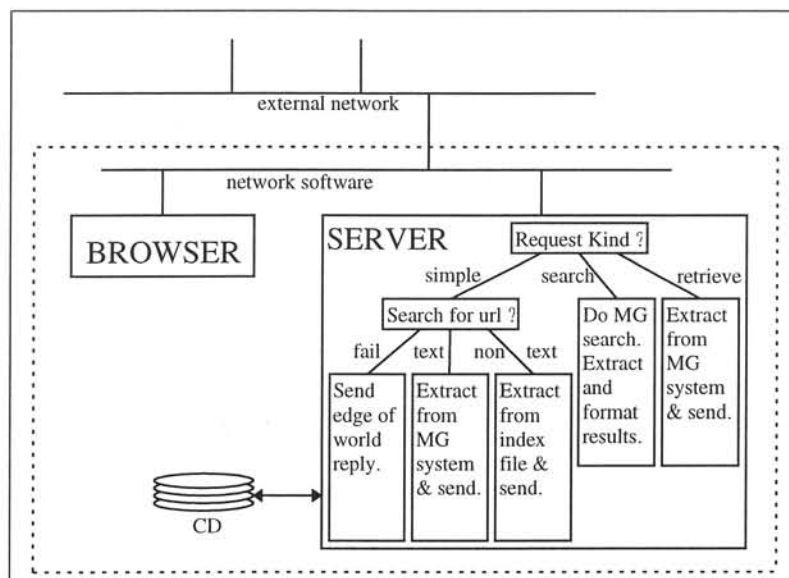 external network
network software
BROWSER
SERVER
Request Kind ?
simple
search
retrieve
Search for url ?
fail
text
non text
Send
edge of
world
reply.
Extract
from
MG
system
& send.
Extract
from
index
file &
send.
Do MG
search.
Extract
and
format
results.
Extract
from
MG
system
& send.
CD